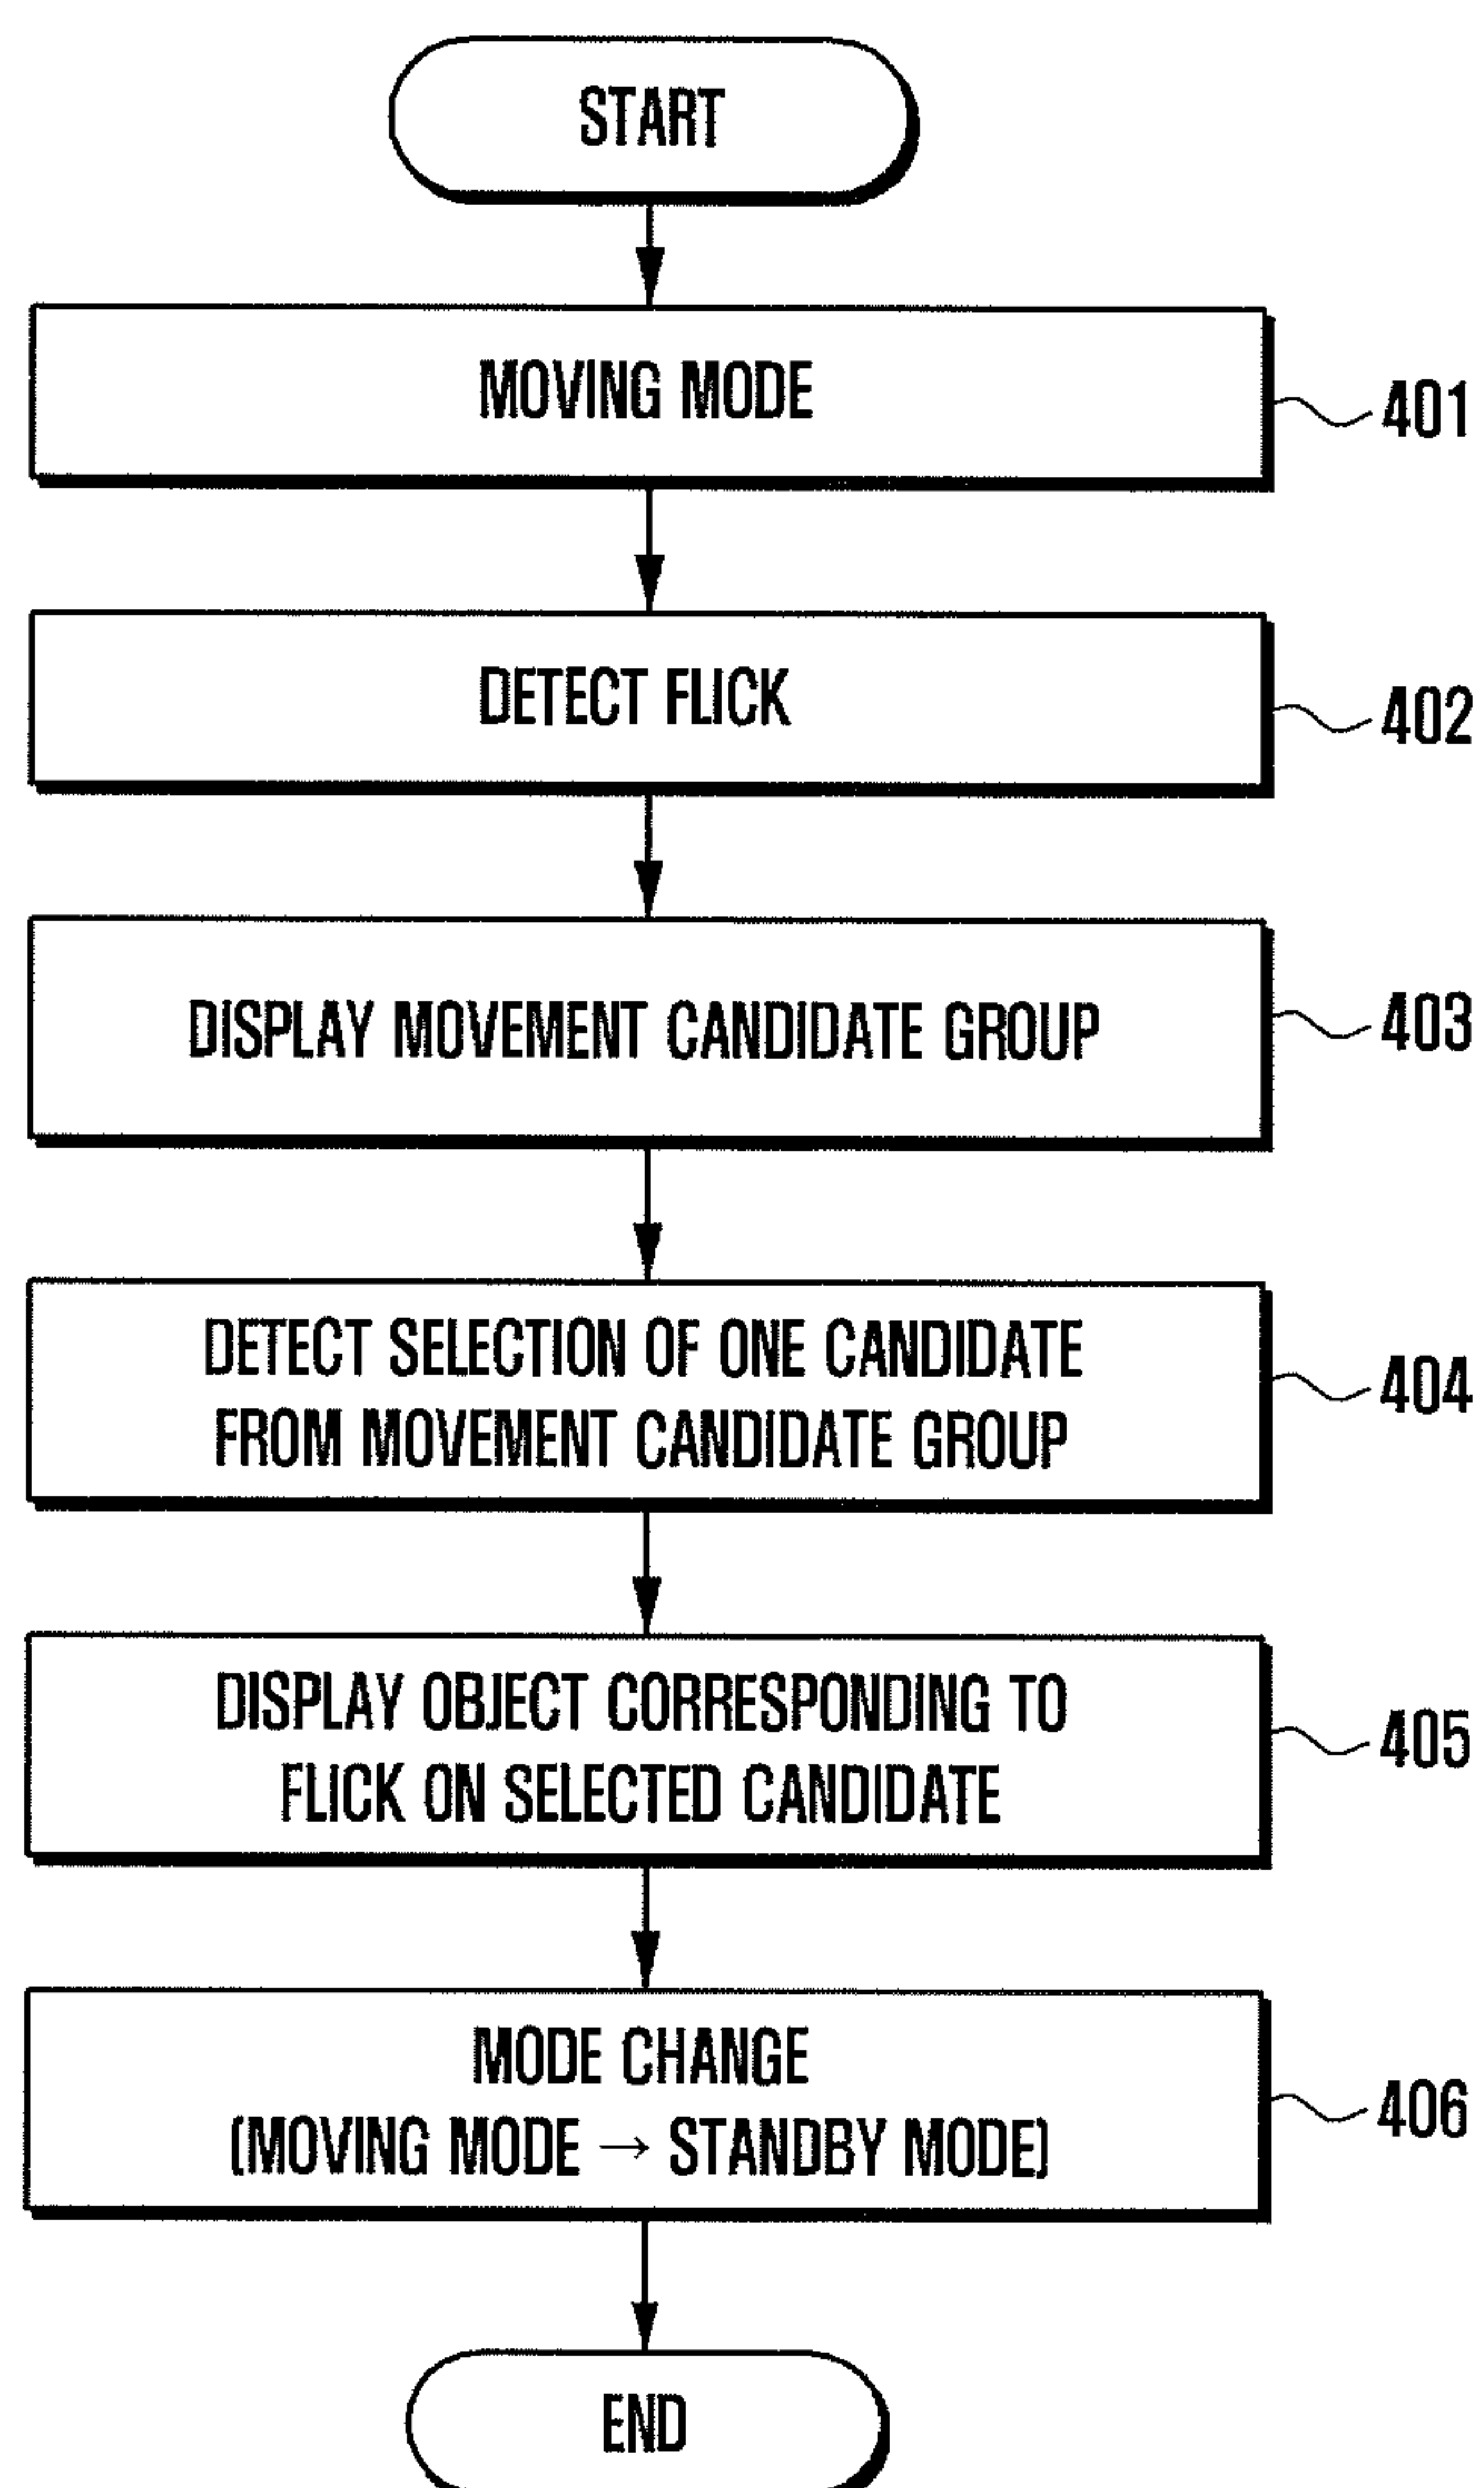 START
MOVING MODE
401
DETECT FLICK
402
DISPLAY MOVEMENT CANDIDATE GROUP
403
DETECT SELECTION OF ONE CANDIDATE
FROM MOVEMENT CANDIDATE GROUP
404
DISPLAY OBJECT CORRESPONDING TO
FLICK ON SELECTED CANDIDATE
405
MODE CHANGE
(MOVING MODE → STANDBY MODE)
406
END